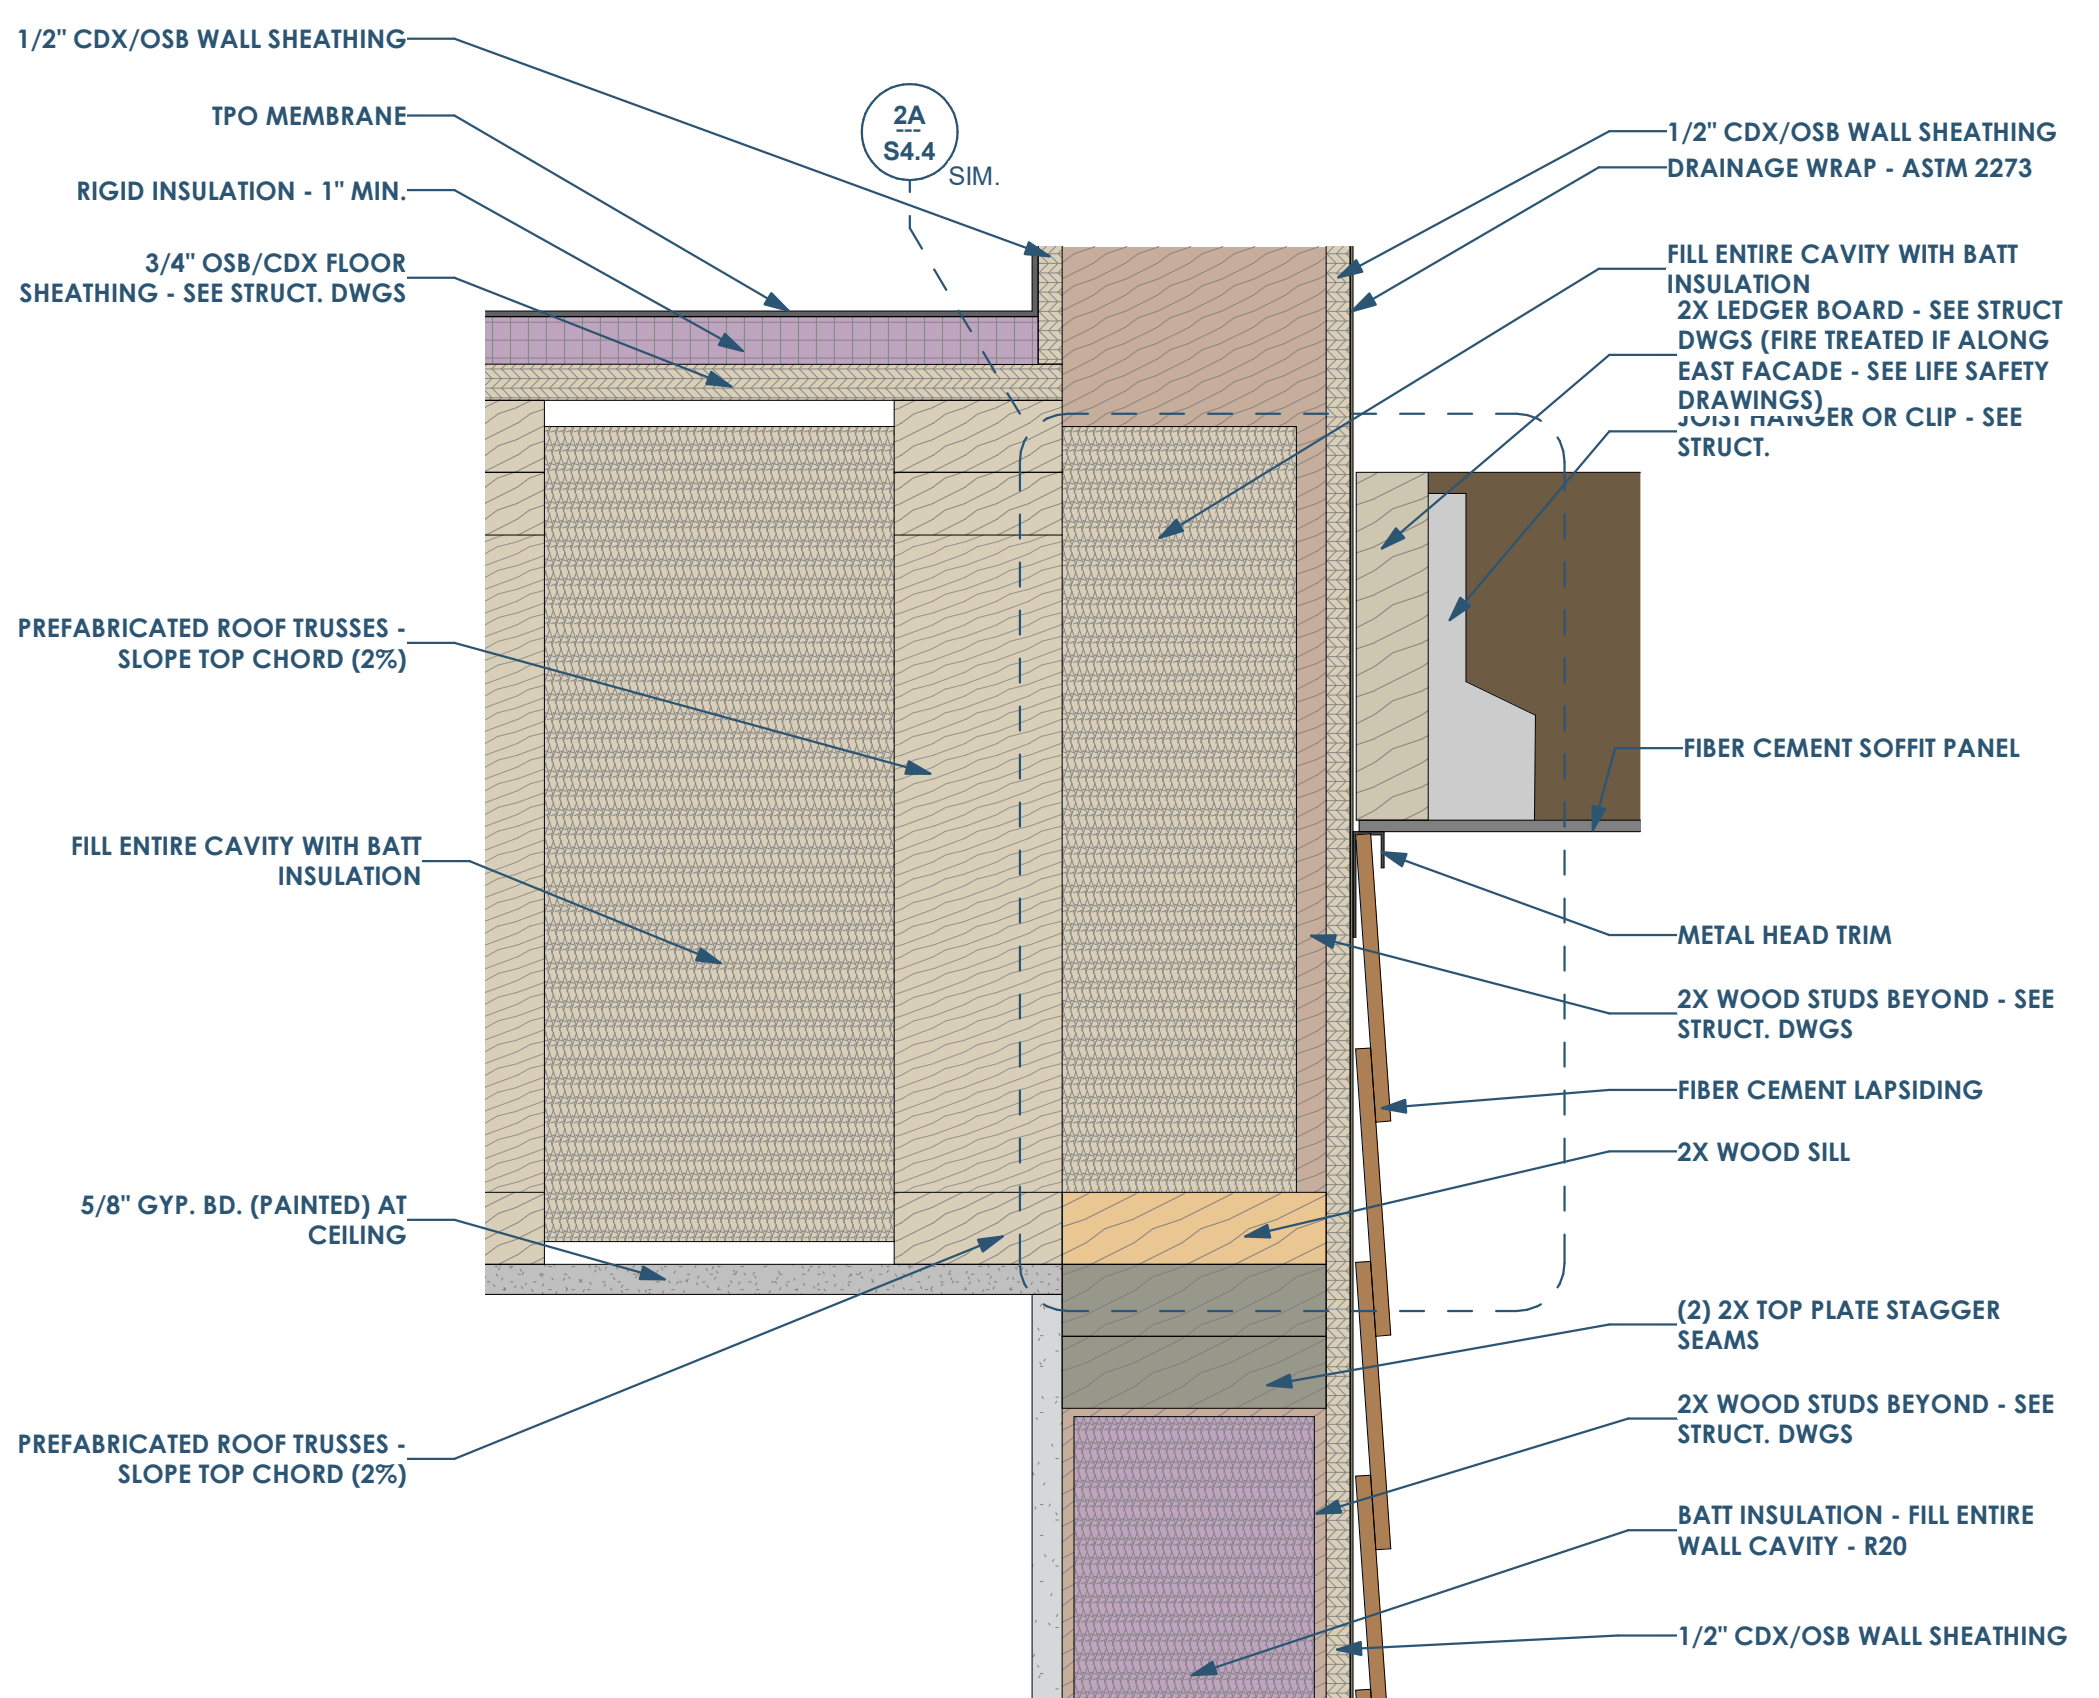 1/2" CDX/OSB WALL SHEATHING
TPO MEMBRANE
RIGID INSULATION - 1" MIN.
3/4" OSB/CDX FLOOR
SHEATHING - SEE STRUCT. DWGS
PREFABRICATED ROOF TRUSSES -
SLOPE TOP CHORD (2%)
FILL ENTIRE CAVITY WITH BATT
INSULATION
5/8" GYP. BD. (PAINTED) AT
CEILING
PREFABRICATED ROOF TRUSSES -
SLOPE TOP CHORD (2%)
2A
---
S4.4
SIM.
1/2" CDX/OSB WALL SHEATHING
DRAINAGE WRAP - ASTM 2273
FILL ENTIRE CAVITY WITH BATT
INSULATION
2X LEDGER BOARD - SEE STRUCT
DWGS (FIRE TREATED IF ALONG
EAST FACADE - SEE LIFE SAFETY
DRAWINGS)
JOIST HANGER OR CLIP - SEE
STRUCT.
FIBER CEMENT SOFFIT PANEL
METAL HEAD TRIM
2X WOOD STUDS BEYOND - SEE
STRUCT. DWGS
FIBER CEMENT LAPSIDING
2X WOOD SILL
(2) 2X TOP PLATE STAGGER
SEAMS
2X WOOD STUDS BEYOND - SEE
STRUCT. DWGS
BATT INSULATION - FILL ENTIRE
WALL CAVITY - R20
1/2" CDX/OSB WALL SHEATHING